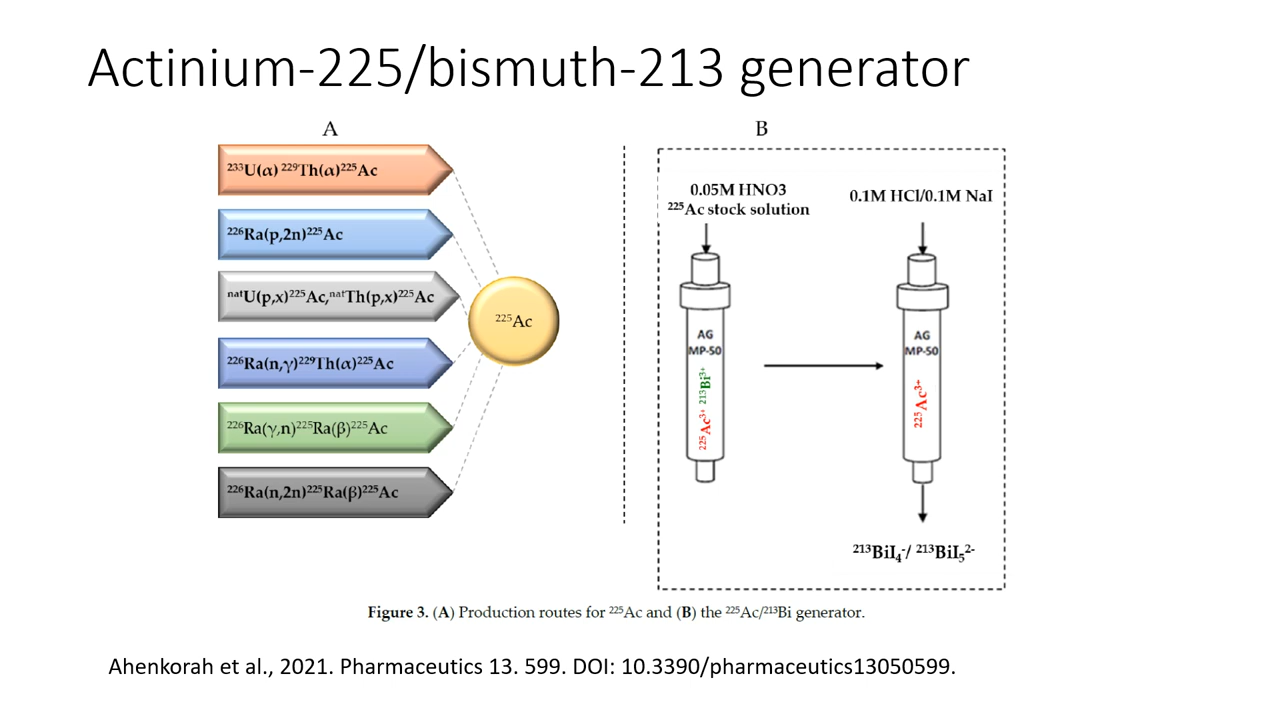 Actinium-225/bismuth-213 generator
A
²³³U(α) ²²⁹Th(α)²²⁵Ac
²²⁶Ra(p,2n)²²⁵Ac
ⁿᵃᵗU(p,x)²²⁵Ac,ⁿᵃᵗTh(p,x)²²⁵Ac
²²⁶Ra(n,γ)²²⁹Th(α)²²⁵Ac
²²⁶Ra(γ,n)²²⁵Ra(β)²²⁵Ac
²²⁶Ra(n,2n)²²⁵Ra(β)²²⁵Ac
²²⁵Ac
B
0.05M HNO3
²²⁵Ac stock solution
AG
MP-50
²²⁵Ac³⁺ ²¹³Bi³⁺
0.1M HCl/0.1M NaI
AG
MP-50
²²⁵Ac³⁺
²¹³BiI₄⁻/ ²¹³BiI₅²⁻
Figure 3. (A) Production routes for ²²⁵Ac and (B) the ²²⁵Ac/²¹³Bi generator.
Ahenkorah et al., 2021. Pharmaceutics 13. 599. DOI: 10.3390/pharmaceutics13050599.